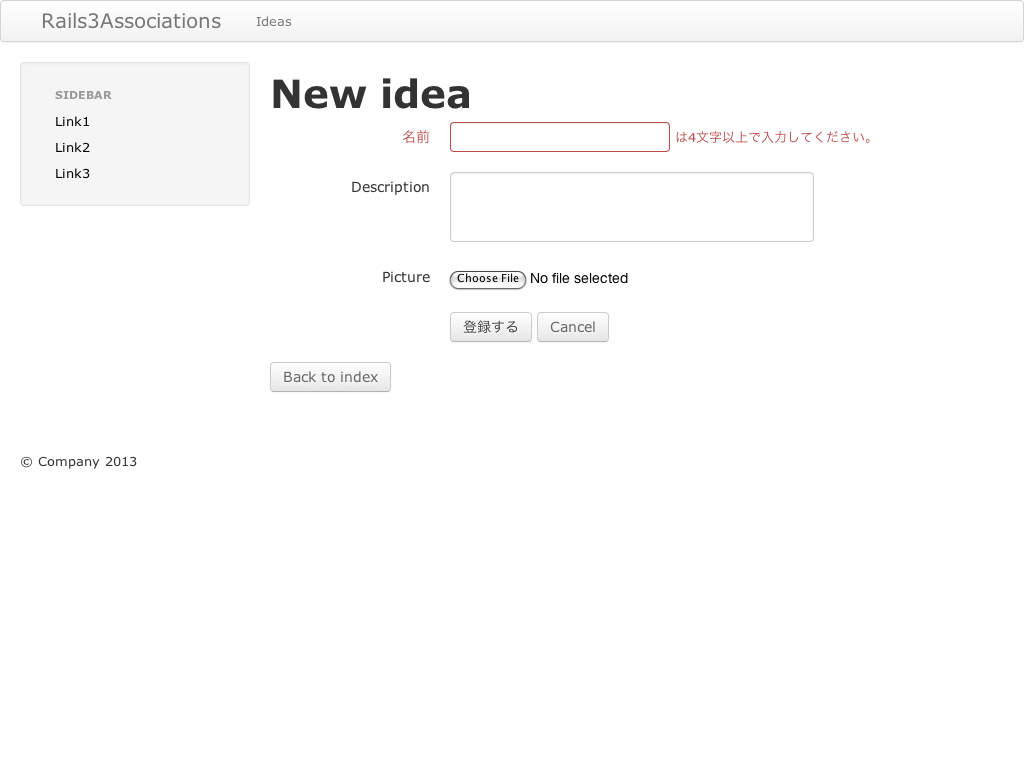 Rails3Associations Ideas
SIDEBAR
Link1
Link2
Link3
New idea
名前 は4文字以上で入力してください。
Description
Picture Choose File No file selected
登録する Cancel
Back to index
© Company 2013